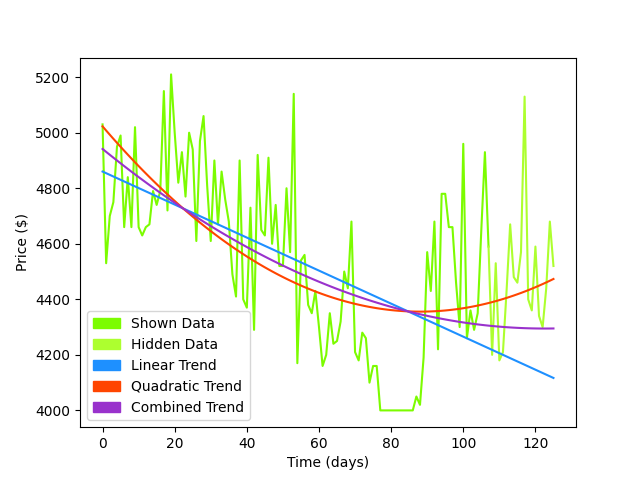 5200
5000
4800
4600
4400
4200
4000
Price ($)
Shown Data
Hidden Data
Linear Trend
Quadratic Trend
Combined Trend
0 20 40 60 80 100 120
Time (days)